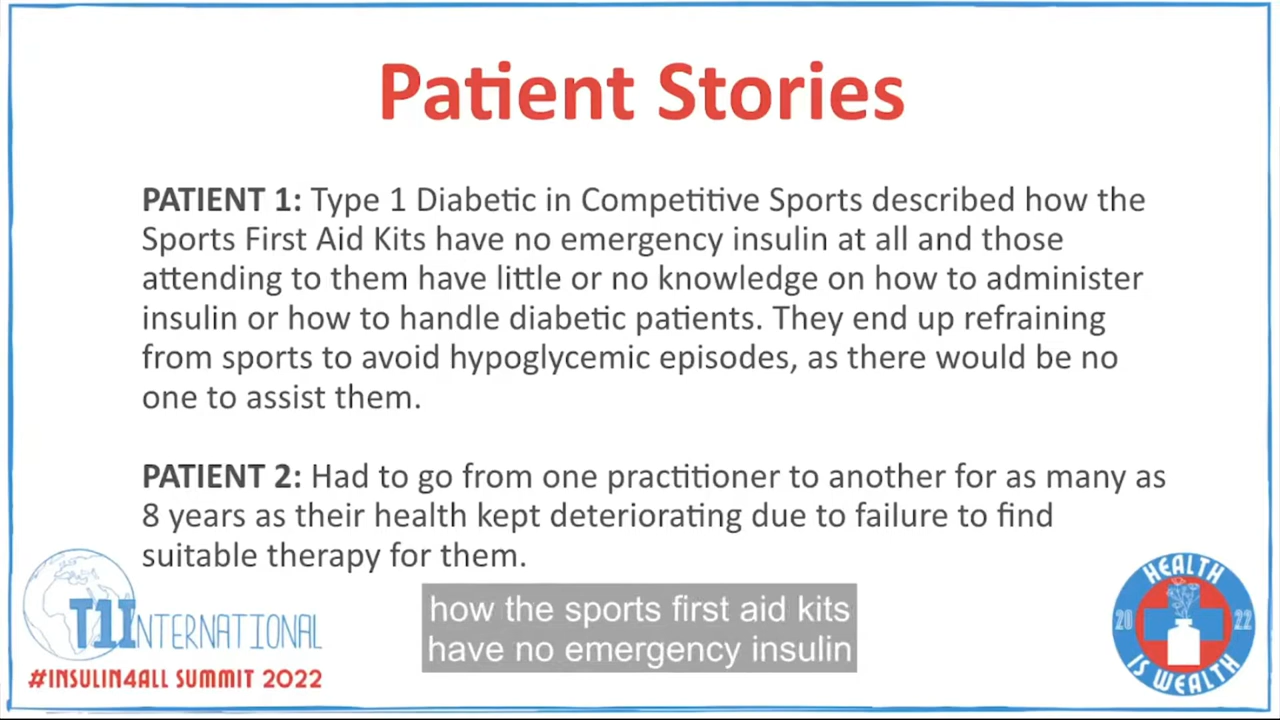 Patient Stories
PATIENT 1: Type 1 Diabetic in Competitive Sports described how the
Sports First Aid Kits have no emergency insulin at all and those
attending to them have little or no knowledge on how to administer
insulin or how to handle diabetic patients. They end up refraining
from sports to avoid hypoglycemic episodes, as there would be no
one to assist them.
PATIENT 2: Had to go from one practitioner to another for as many as
8 years as their health kept deteriorating due to failure to find
suitable therapy for them.
how the sports first aid kits
have no emergency insulin
T1INTERNATIONAL
#INSULIN4ALL SUMMIT 2022
HEALTH
20 22
IS WEALTH